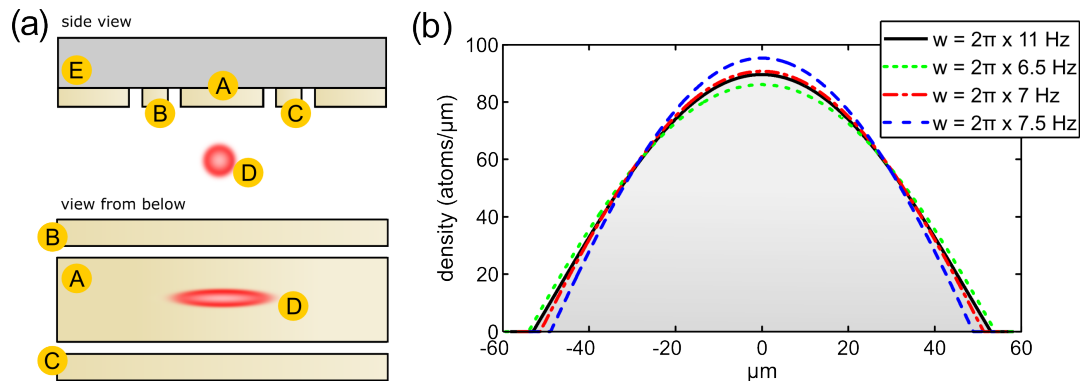 (a)
side view
E
A
B
C
D
view from below
B
A
D
C
(b)
w = 2π x 11 Hz
w = 2π x 6.5 Hz
w = 2π x 7 Hz
w = 2π x 7.5 Hz
density (atoms/μm)
100
80
60
40
20
0
-60
-40
-20
0
20
40
60
μm